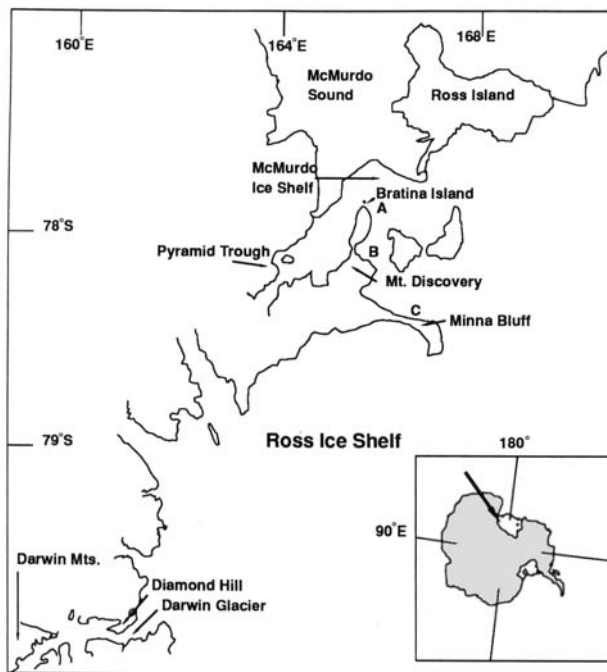 160°E
164°E
168°E
McMurdo
Sound
Ross Island
McMurdo
Ice Shelf
Bratina Island
A
78°S
B
Pyramid Trough
Mt. Discovery
C
Minna Bluff
79°S
Ross Ice Shelf
180°
90°E
Darwin Mts.
Diamond Hill
Darwin Glacier